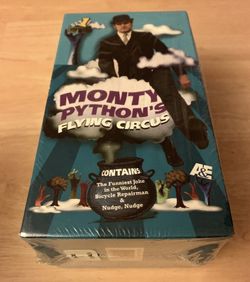 MONTY
PYTHON'S
FLYING CIRCUS
CONTAINS
The Funniest Joke
in the World,
Bicycle Repairman
&
Nudge, Nudge
A&E